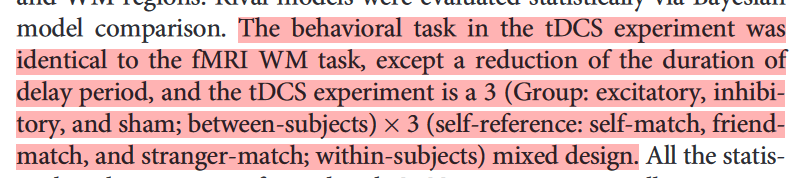 and WM regions. Rival models were evaluated statistically via Bayesian
model comparison. The behavioral task in the tDCS experiment was
identical to the fMRI WM task, except a reduction of the duration of
delay period, and the tDCS experiment is a 3 (Group: excitatory, inhibi-
tory, and sham; between-subjects) × 3 (self-reference: self-match, friend-
match, and stranger-match; within-subjects) mixed design. All the statis-